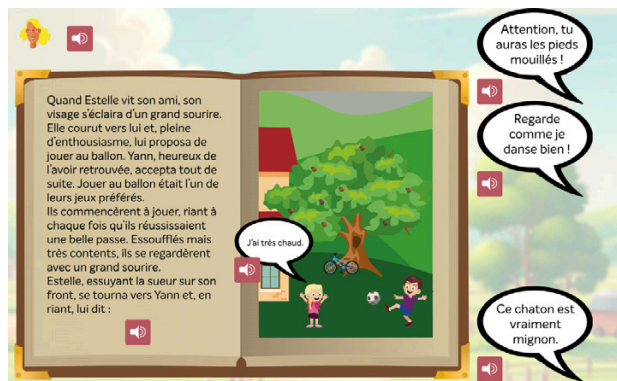 Quand Estelle vit son ami, son
visage s'éclaira d'un grand sourire.
Elle courut vers lui et, pleine
d'enthousiasme, lui proposa de
jouer au ballon. Yann, heureux de
l'avoir retrouvée, accepta tout de
suite. Jouer au ballon était l'un de
leurs jeux préférés.
Ils commencèrent à jouer, riant à
chaque fois qu'ils réussissaient
une belle passe. Essoufflés mais
très contents, ils se regardèrent
avec un grand sourire.
Estelle, essuyant la sueur sur son
front, se tourna vers Yann et, en
riant, lui dit :
J'ai très chaud.
Attention, tu
auras les pieds
mouillés !
Regarde
comme je
danse bien !
Ce chaton est
vraiment
mignon.